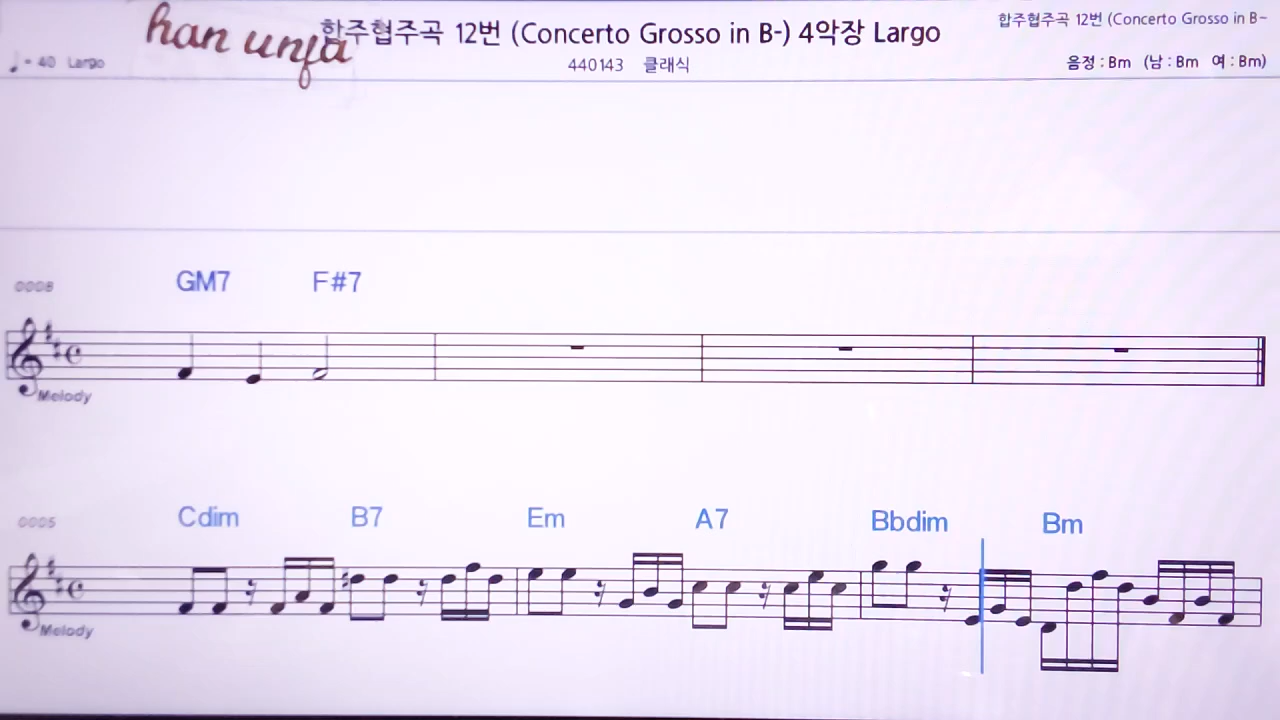 han unja
합주협주곡 12번 (Concerto Grosso in B-) 4악장 Largo
합주협주곡 12번 (Concerto Grosso in B~
♩= 40 Largo
440143 클래식
음정 : Bm (남 : Bm 여 : Bm)
0008 GM7 F#7
Melody
0005 Cdim B7 Em A7 Bbdim Bm
Melody